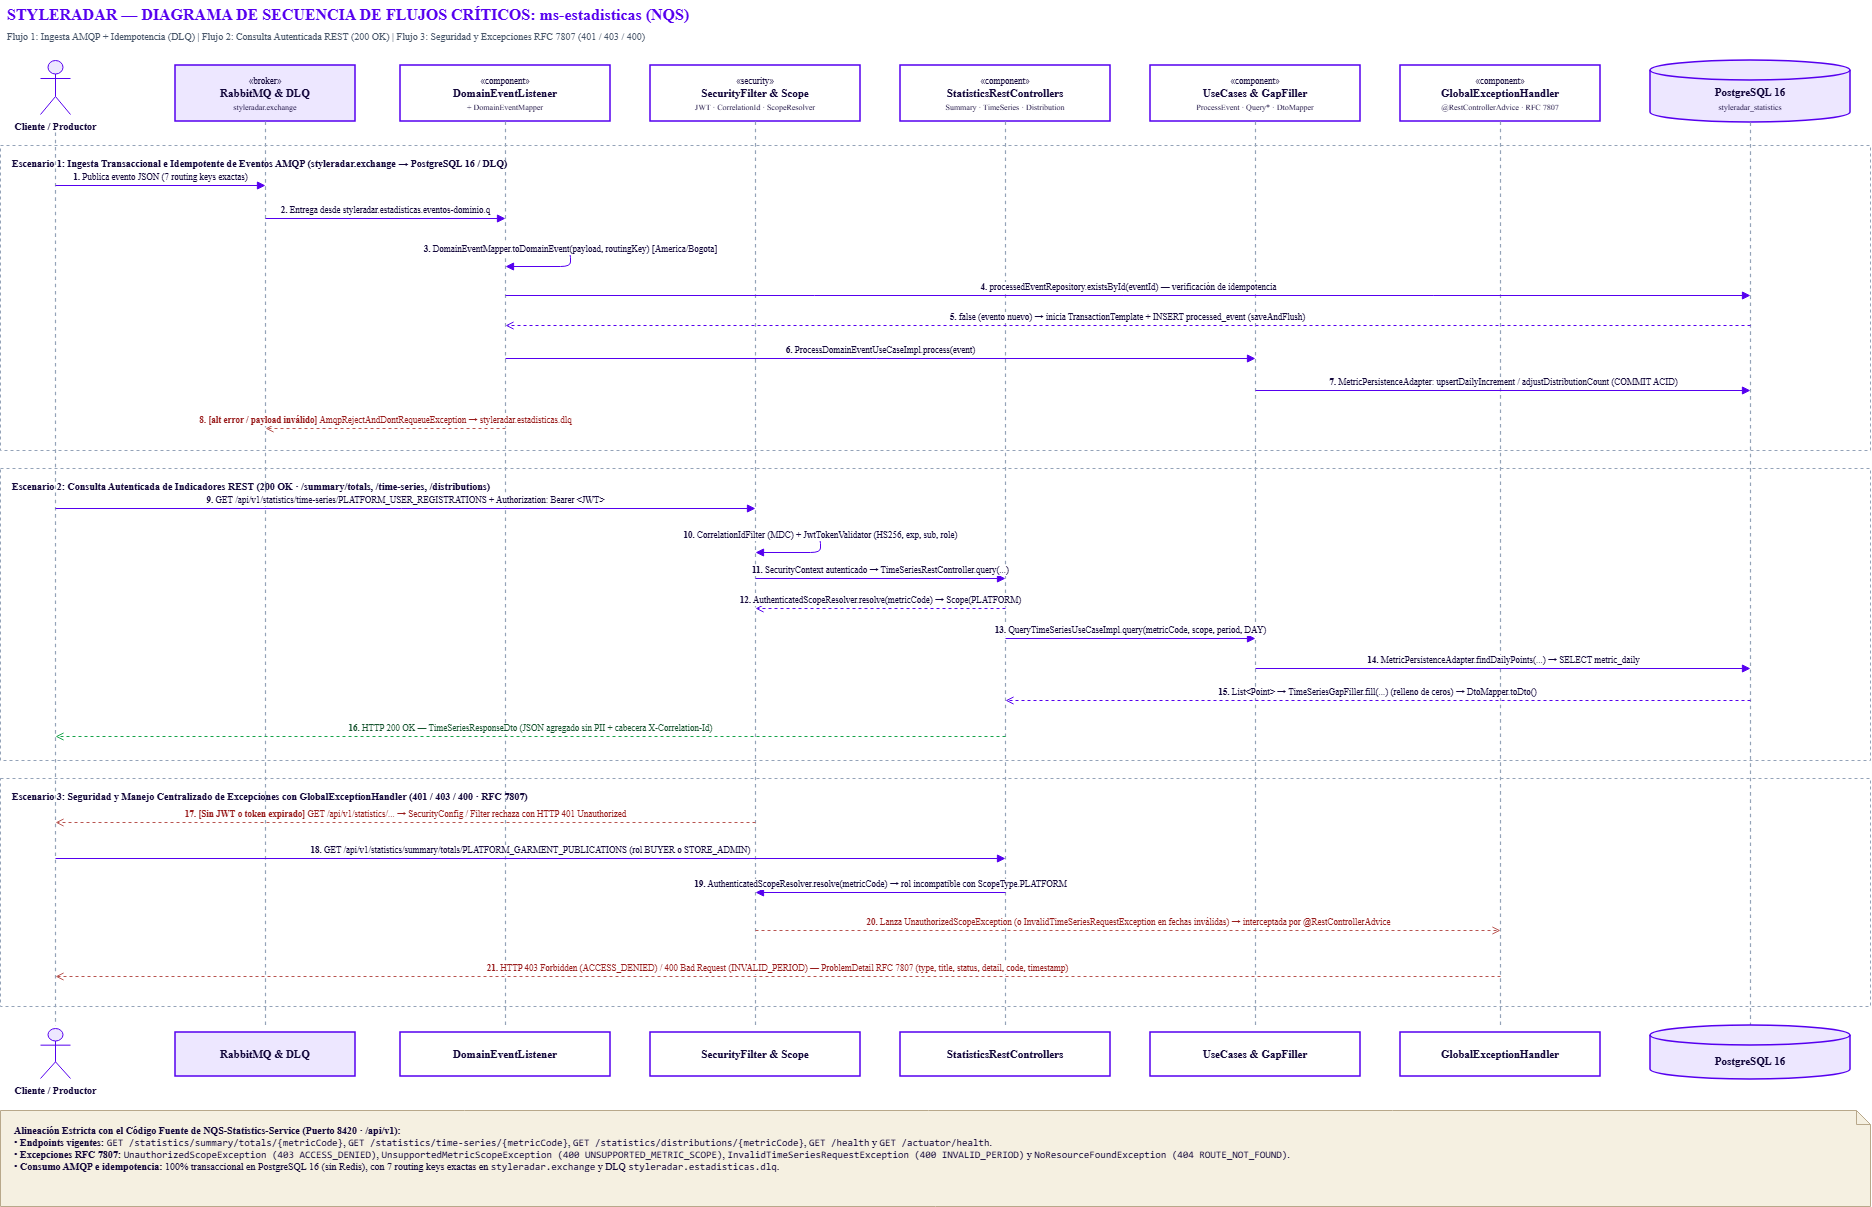 STYLERADAR — DIAGRAMA DE SECUENCIA DE FLUJOS CRÍTICOS: ms-estadisticas (NQS)
Flujo 1: Ingesta AMQP + Idempotencia (DLQ) | Flujo 2: Consulta Autenticada REST (200 OK) | Flujo 3: Seguridad y Excepciones RFC 7807 (401 / 403 / 400)
Cliente / Productor
«broker»
RabbitMQ & DLQ
styleradar.exchange
«component»
DomainEventListener
+ DomainEventMapper
«security»
SecurityFilter & Scope
JWT · CorrelationId · ScopeResolver
«component»
StatisticsRestControllers
Summary · TimeSeries · Distribution
«component»
UseCases & GapFiller
ProcessEvent · Query* · DtoMapper
«component»
GlobalExceptionHandler
@RestControllerAdvice · RFC 7807
PostgreSQL 16
styleradar_statistics
Escenario 1: Ingesta Transaccional e Idempotente de Eventos AMQP (styleradar.exchange → PostgreSQL 16 / DLQ)
1. Publica evento JSON (7 routing keys exactas)
2. Entrega desde styleradar.estadisticas.eventos-dominio.q
3. DomainEventMapper.toDomainEvent(payload, routingKey) [America/Bogota]
4. processedEventRepository.existsById(eventId) — verificación de idempotencia
5. false (evento nuevo) → inicia TransactionTemplate + INSERT processed_event (saveAndFlush)
6. ProcessDomainEventUseCaseImpl.process(event)
7. MetricPersistenceAdapter: upsertDailyIncrement / adjustDistributionCount (COMMIT ACID)
8. [alt error / payload inválido] AmqpRejectAndDontRequeueException → styleradar.estadisticas.dlq
Escenario 2: Consulta Autenticada de Indicadores REST (200 OK · /summary/totals, /time-series, /distributions)
9. GET /api/v1/statistics/time-series/PLATFORM_USER_REGISTRATIONS + Authorization: Bearer <JWT>
10. CorrelationIdFilter (MDC) + JwtTokenValidator (HS256, exp, sub, role)
11. SecurityContext autenticado → TimeSeriesRestController.query(...)
12. AuthenticatedScopeResolver.resolve(metricCode) → Scope(PLATFORM)
13. QueryTimeSeriesUseCaseImpl.query(metricCode, scope, period, DAY)
14. MetricPersistenceAdapter.findDailyPoints(...) → SELECT metric_daily
15. List<Point> → TimeSeriesGapFiller.fill(...) (relleno de ceros) → DtoMapper.toDto()
16. HTTP 200 OK — TimeSeriesResponseDto (JSON agregado sin PII + cabecera X-Correlation-Id)
Escenario 3: Seguridad y Manejo Centralizado de Excepciones con GlobalExceptionHandler (401 / 403 / 400 · RFC 7807)
17. [Sin JWT o token expirado] GET /api/v1/statistics/... → SecurityConfig / Filter rechaza con HTTP 401 Unauthorized
18. GET /api/v1/statistics/summary/totals/PLATFORM_GARMENT_PUBLICATIONS (rol BUYER o STORE_ADMIN)
19. AuthenticatedScopeResolver.resolve(metricCode) → rol incompatible con ScopeType.PLATFORM
20. Lanza UnauthorizedScopeException (o InvalidTimeSeriesRequestException en fechas inválidas) → interceptada por @RestControllerAdvice
21. HTTP 403 Forbidden (ACCESS_DENIED) / 400 Bad Request (INVALID_PERIOD) — ProblemDetail RFC 7807 (type, title, status, detail, code, timestamp)
Cliente / Productor
RabbitMQ & DLQ
DomainEventListener
SecurityFilter & Scope
StatisticsRestControllers
UseCases & GapFiller
GlobalExceptionHandler
PostgreSQL 16
Alineación Estricta con el Código Fuente de NQS-Statistics-Service (Puerto 8420 · /api/v1):
• Endpoints vigentes: GET /statistics/summary/totals/{metricCode}, GET /statistics/time-series/{metricCode}, GET /statistics/distributions/{metricCode}, GET /health y GET /actuator/health.
• Excepciones RFC 7807: UnauthorizedScopeException (403 ACCESS_DENIED), UnsupportedMetricScopeException (400 UNSUPPORTED_METRIC_SCOPE), InvalidTimeSeriesRequestException (400 INVALID_PERIOD) y NoResourceFoundException (404 ROUTE_NOT_FOUND).
• Consumo AMQP e idempotencia: 100% transaccional en PostgreSQL 16 (sin Redis), con 7 routing keys exactas en styleradar.exchange y DLQ styleradar.estadisticas.dlq.